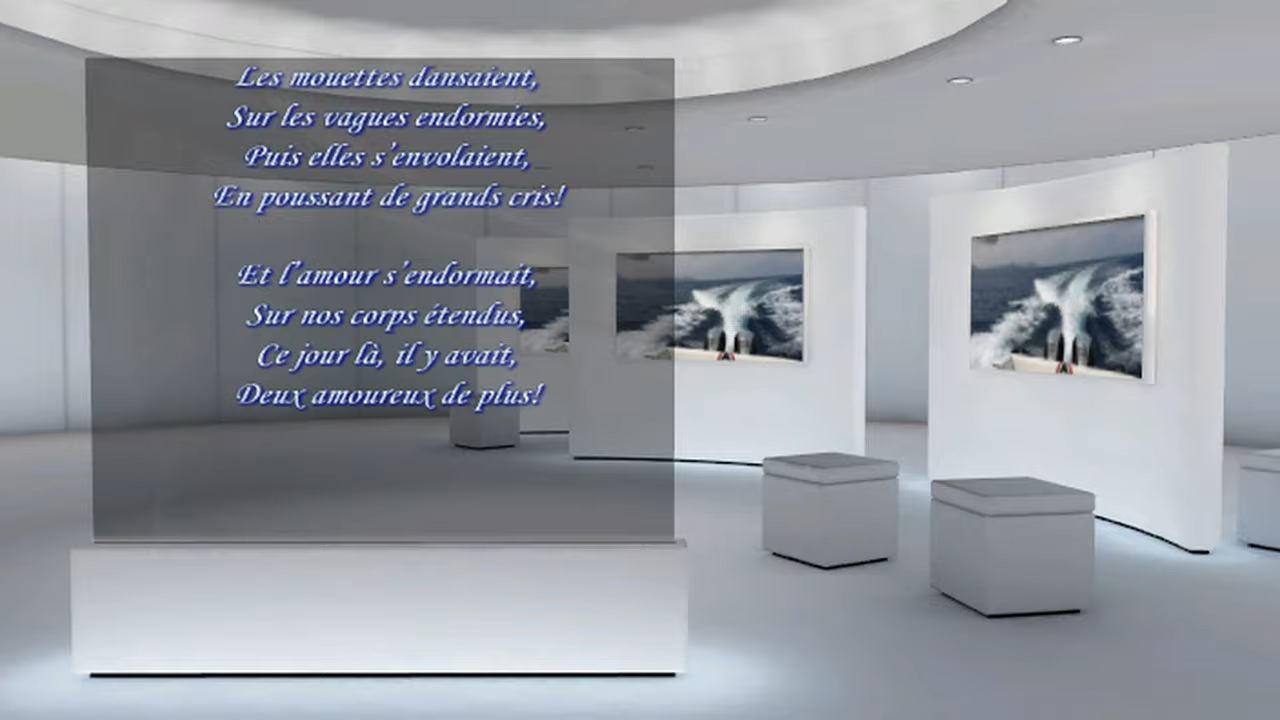 Les mouettes dansaient,
Sur les vagues endormies,
Puis elles s'envolaient,
En poussant de grands cris!
Et l'amour s'endormait,
Sur nos corps étendus,
Ce jour là, il y avait,
Deux amoureux de plus!